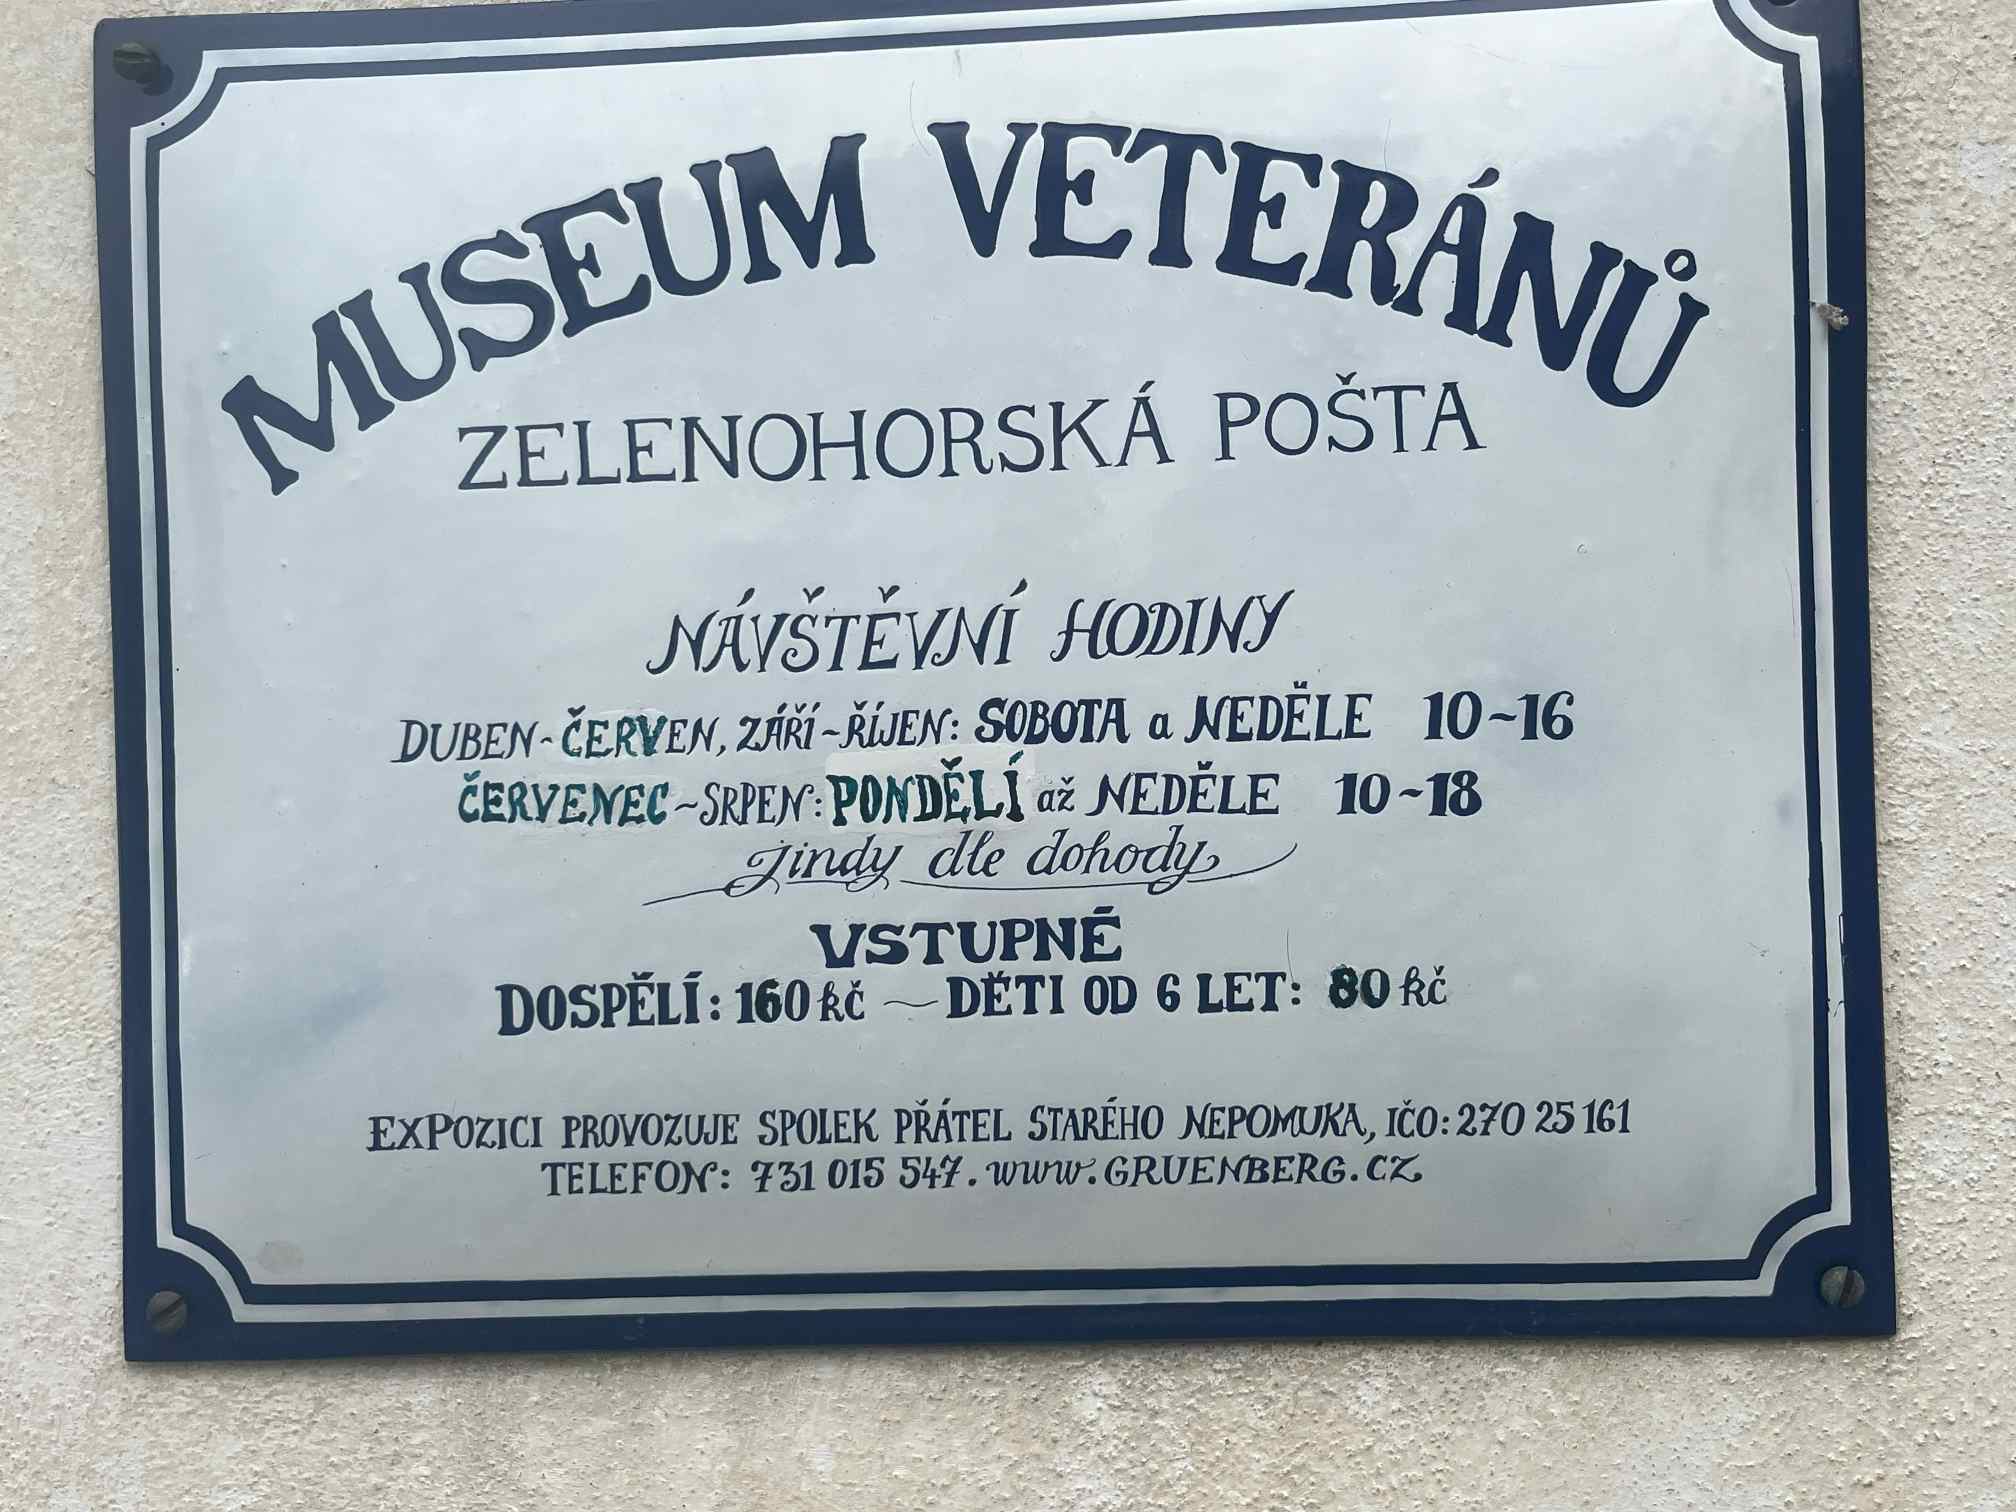 MUSEUM VETERÁNŮ
ZELENOHORSKÁ POŠTA
NÁVŠTĚVNÍ HODINY
DUBEN-ČERVEN, ZÁŘÍ~ŘÍJEN: SOBOTA a NEDĚLE 10~16
ČERVENEC~SRPEN: PONDĚLÍ až NEDĚLE 10~18
jindy dle dohody
VSTUPNÉ
DOSPĚLÍ: 160 kč ~ DĚTI OD 6 LET: 80 kč
EXPOZICI PROVOZUJE SPOLEK PŘÁTEL STARÉHO NEPOMUKA, IČO: 270 25 161
TELEFON: 731 015 547. www.GRUENBERG.CZ